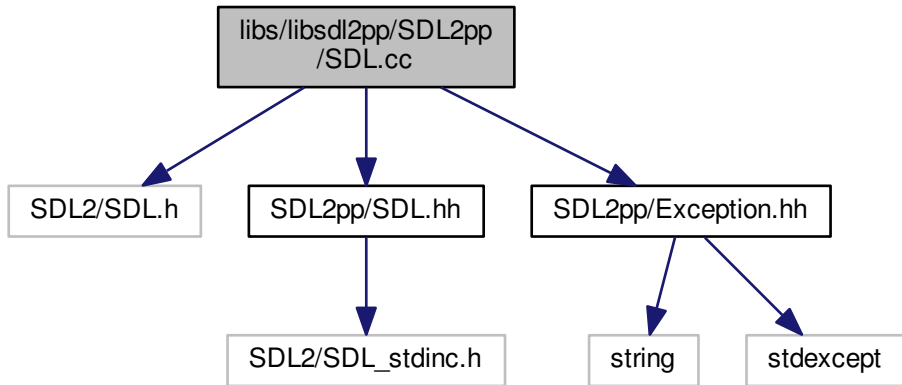 libs/libsdl2pp/SDL2pp
/SDL.cc
SDL2/SDL.h
SDL2pp/SDL.hh
SDL2pp/Exception.hh
SDL2/SDL_stdinc.h
string
stdexcept